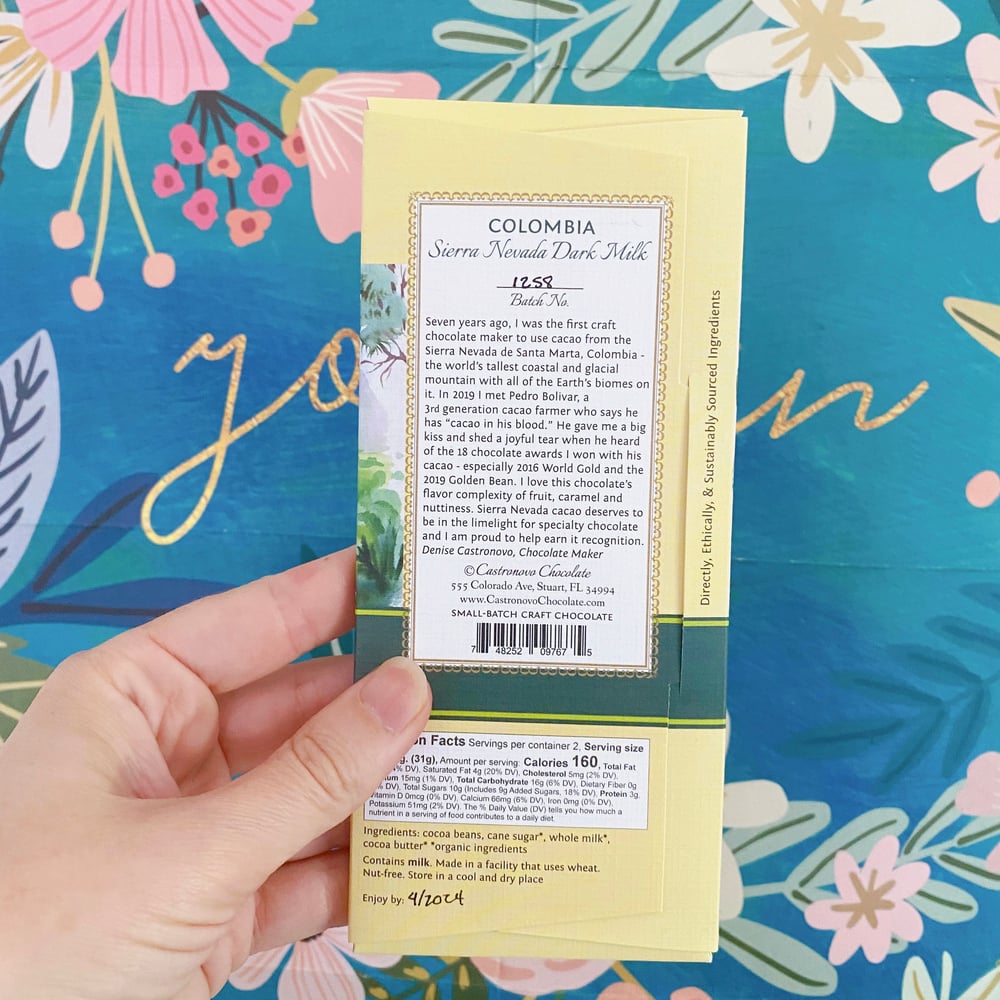 COLOMBIA
Sierra Nevada Dark Milk
1258
Batch No.
Seven years ago, I was the first craft
chocolate maker to use cacao from the
Sierra Nevada de Santa Marta, Colombia -
the world's tallest coastal and glacial
mountain with all of the Earth's biomes on
it. In 2019 I met Pedro Bolivar, a
3rd generation cacao farmer who says he
has "cacao in his blood." He gave me a big
kiss and shed a joyful tear when he heard
of the 18 chocolate awards I won with his
cacao - especially 2016 World Gold and the
2019 Golden Bean. I love this chocolate's
flavor complexity of fruit, caramel and
nuttiness. Sierra Nevada cacao deserves to
be in the limelight for specialty chocolate
and I am proud to help earn it recognition.
Denise Castronovo, Chocolate Maker
©Castronovo Chocolate
555 Colorado Ave, Stuart, FL 34994
www.CastronovoChocolate.com
SMALL-BATCH CRAFT CHOCOLATE
7 48252 09767 5
Directly, Ethically, & Sustainably Sourced Ingredients
Facts Servings per container 2, Serving size
(31g), Amount per serving: Calories 160, Total Fat
DV), Saturated Fat 4g (20% DV), Cholesterol 5mg (2% DV),
15mg (1% DV), Total Carbohydrate 16g (6% DV), Dietary Fiber 0g
DV), Total Sugars 10g (Includes 9g Added Sugars, 18% DV), Protein 3g,
Vitamin D 0mcg (0% DV), Calcium 66mg (6% DV), Iron 0mg (0% DV),
Potassium 51mg (2% DV). The % Daily Value (DV) tells you how much a
nutrient in a serving of food contributes to a daily diet.
Ingredients: cocoa beans, cane sugar*, whole milk*,
cocoa butter* *organic ingredients
Contains milk. Made in a facility that uses wheat.
Nut-free. Store in a cool and dry place
Enjoy by: 4/2024